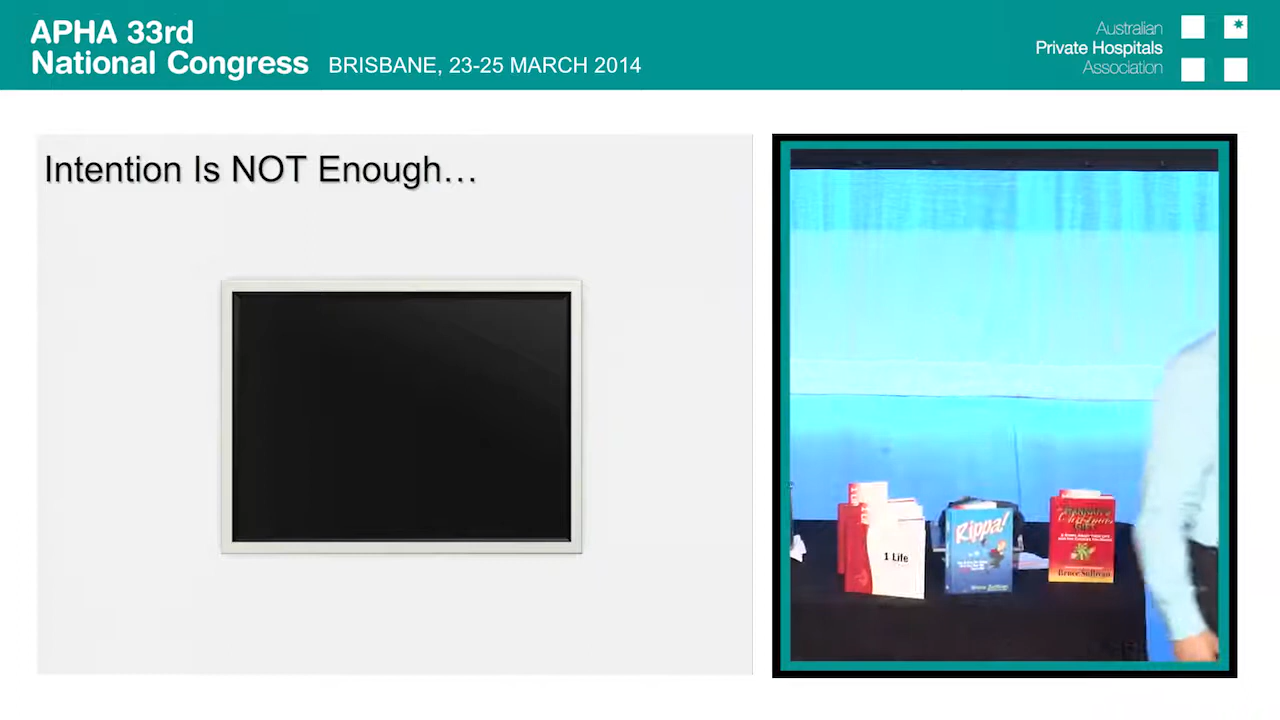 APHA 33rd
National Congress BRISBANE, 23-25 MARCH 2014
Australian
Private Hospitals
Association
Intention Is NOT Enough…
1 Life
Rippa!
Christmas
Bruce Sullivan